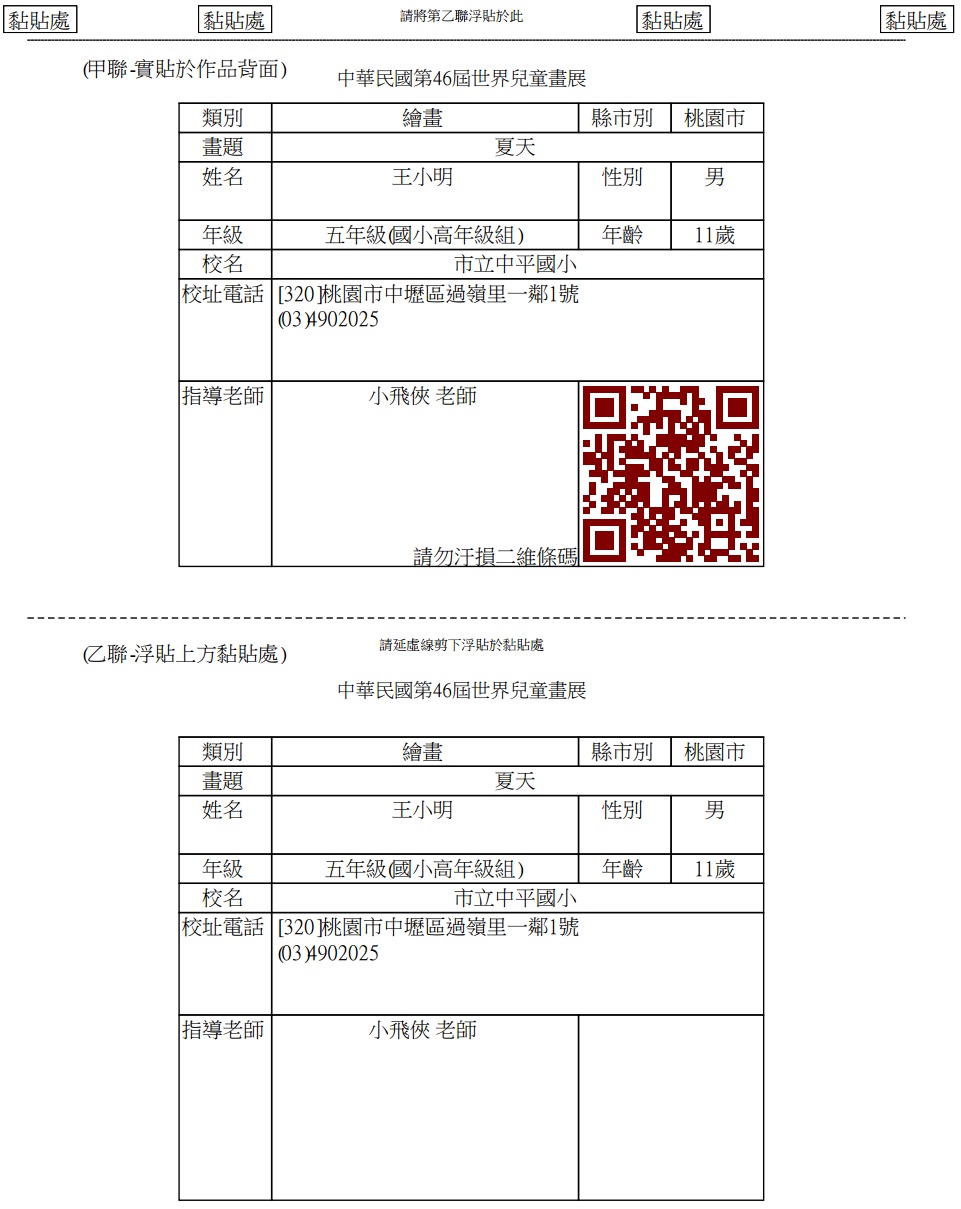 黏貼處 黏貼處 請將第乙聯浮貼於此 黏貼處 黏貼處
(甲聯-實貼於作品背面)
中華民國第46屆世界兒童畫展
類別 繪畫 縣市別 桃園市
畫題 夏天
姓名 王小明 性別 男
年級 五年級(國小高年級組) 年齡 11歲
校名 市立中平國小
校址電話 [320]桃園市中壢區過嶺里一鄰1號
(03)4902025
指導老師 小飛俠 老師
請勿汙損二維條碼
請延虛線剪下浮貼於黏貼處
(乙聯-浮貼上方黏貼處)
中華民國第46屆世界兒童畫展
類別 繪畫 縣市別 桃園市
畫題 夏天
姓名 王小明 性別 男
年級 五年級(國小高年級組) 年齡 11歲
校名 市立中平國小
校址電話 [320]桃園市中壢區過嶺里一鄰1號
(03)4902025
指導老師 小飛俠 老師